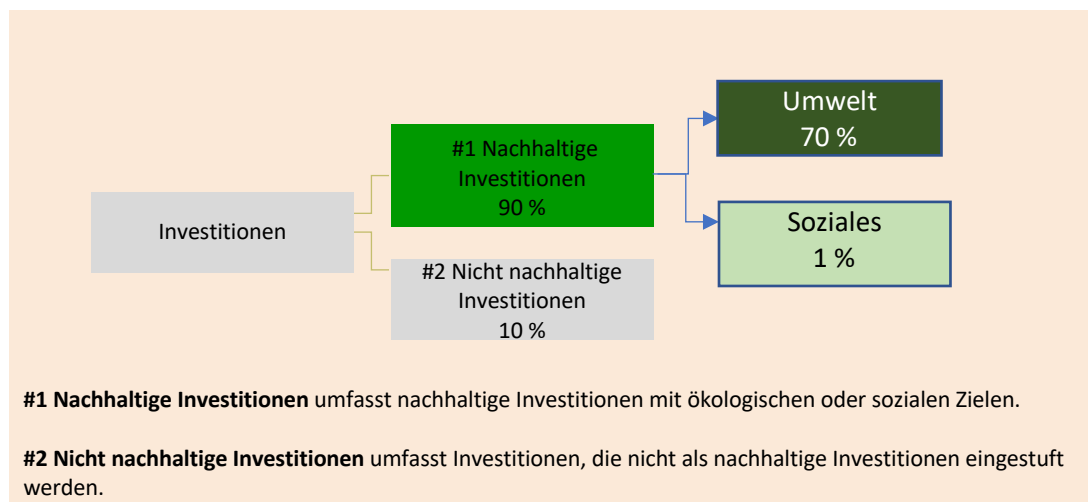 Umwelt
70 %
#1 Nachhaltige
Investitionen
90 %
Investitionen
Soziales
1 %
#2 Nicht nachhaltige
Investitionen
10 %
#1 Nachhaltige Investitionen umfasst nachhaltige Investitionen mit ökologischen oder sozialen Zielen.
#2 Nicht nachhaltige Investitionen umfasst Investitionen, die nicht als nachhaltige Investitionen eingestuft
werden.